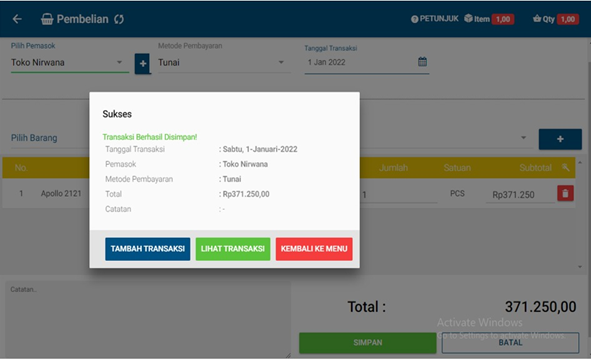 Pembelian
PETUNJUK
Item 1,00
Qty 1,00
Pilih Pemasok
Metode Pembayaran
Tanggal Transaksi
Toko Nirwana
+
Tunai
1 Jan 2022
Sukses
Transaksi Berhasil Disimpan!
Tanggal Transaksi : Sabtu, 1-Januari-2022
Pemasok : Toko Nirwana
Metode Pembayaran : Tunai
Total : Rp371.250,00
Catatan : -
TAMBAH TRANSAKSI
LIHAT TRANSAKSI
KEMBALI KE MENU
Pilih Barang
+
No. Jumlah Satuan Subtotal
1 Apollo 2121 1 PCS Rp371.250
Catatan..
Total : 371.250,00
Activate Windows
Go to Settings to activate Windows.
SIMPAN
BATAL